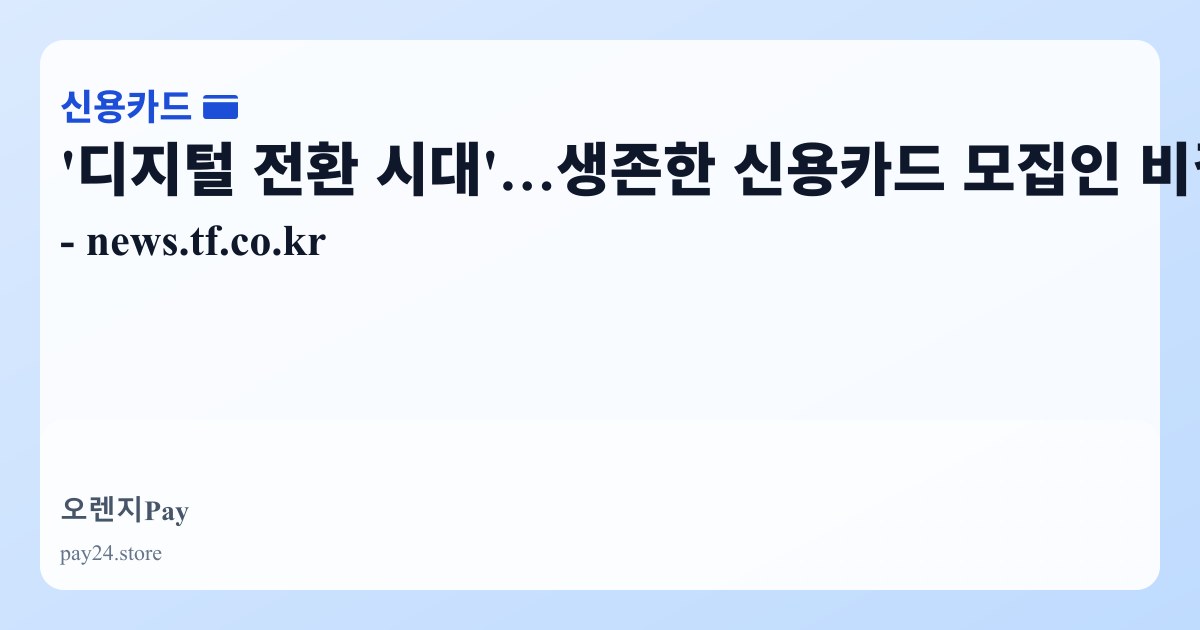 신용카드
'디지털 전환 시대'…생존한 신용카드 모집인
- news.tf.co.kr
오렌지Pay
pay24.store